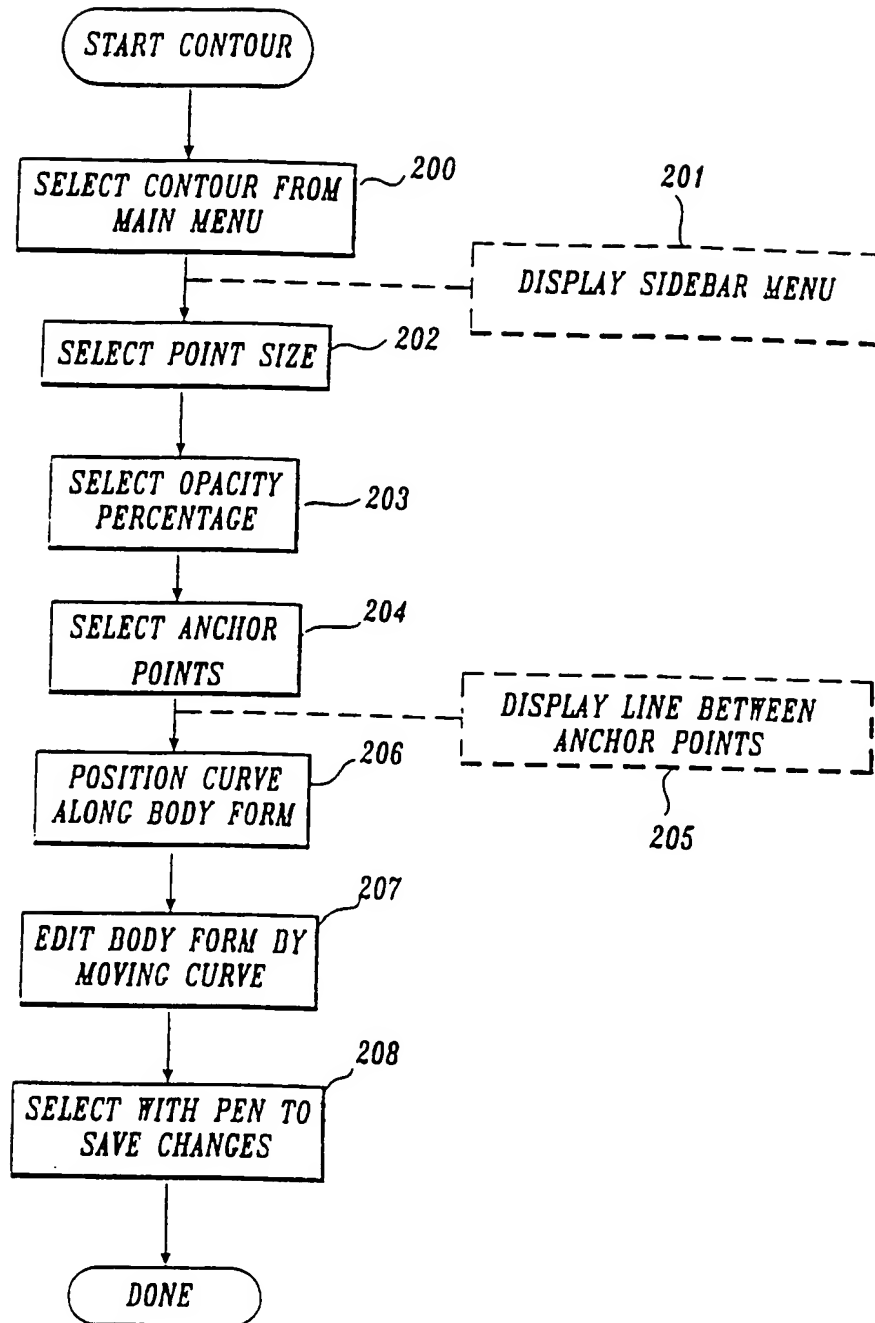 START CONTOUR
200
SELECT CONTOUR FROM
MAIN MENU
201
DISPLAY SIDEBAR MENU
202
SELECT POINT SIZE
SELECT OPACITY
PERCENTAGE
203
204
SELECT ANCHOR
POINTS
DISPLAY LINE BETWEEN
ANCHOR POINTS
205
206
POSITION CURVE
ALONG BODY FORM
207
EDIT BODY FORM BY
MOVING CURVE
208
SELECT WITH PEN TO
SAVE CHANGES
DONE